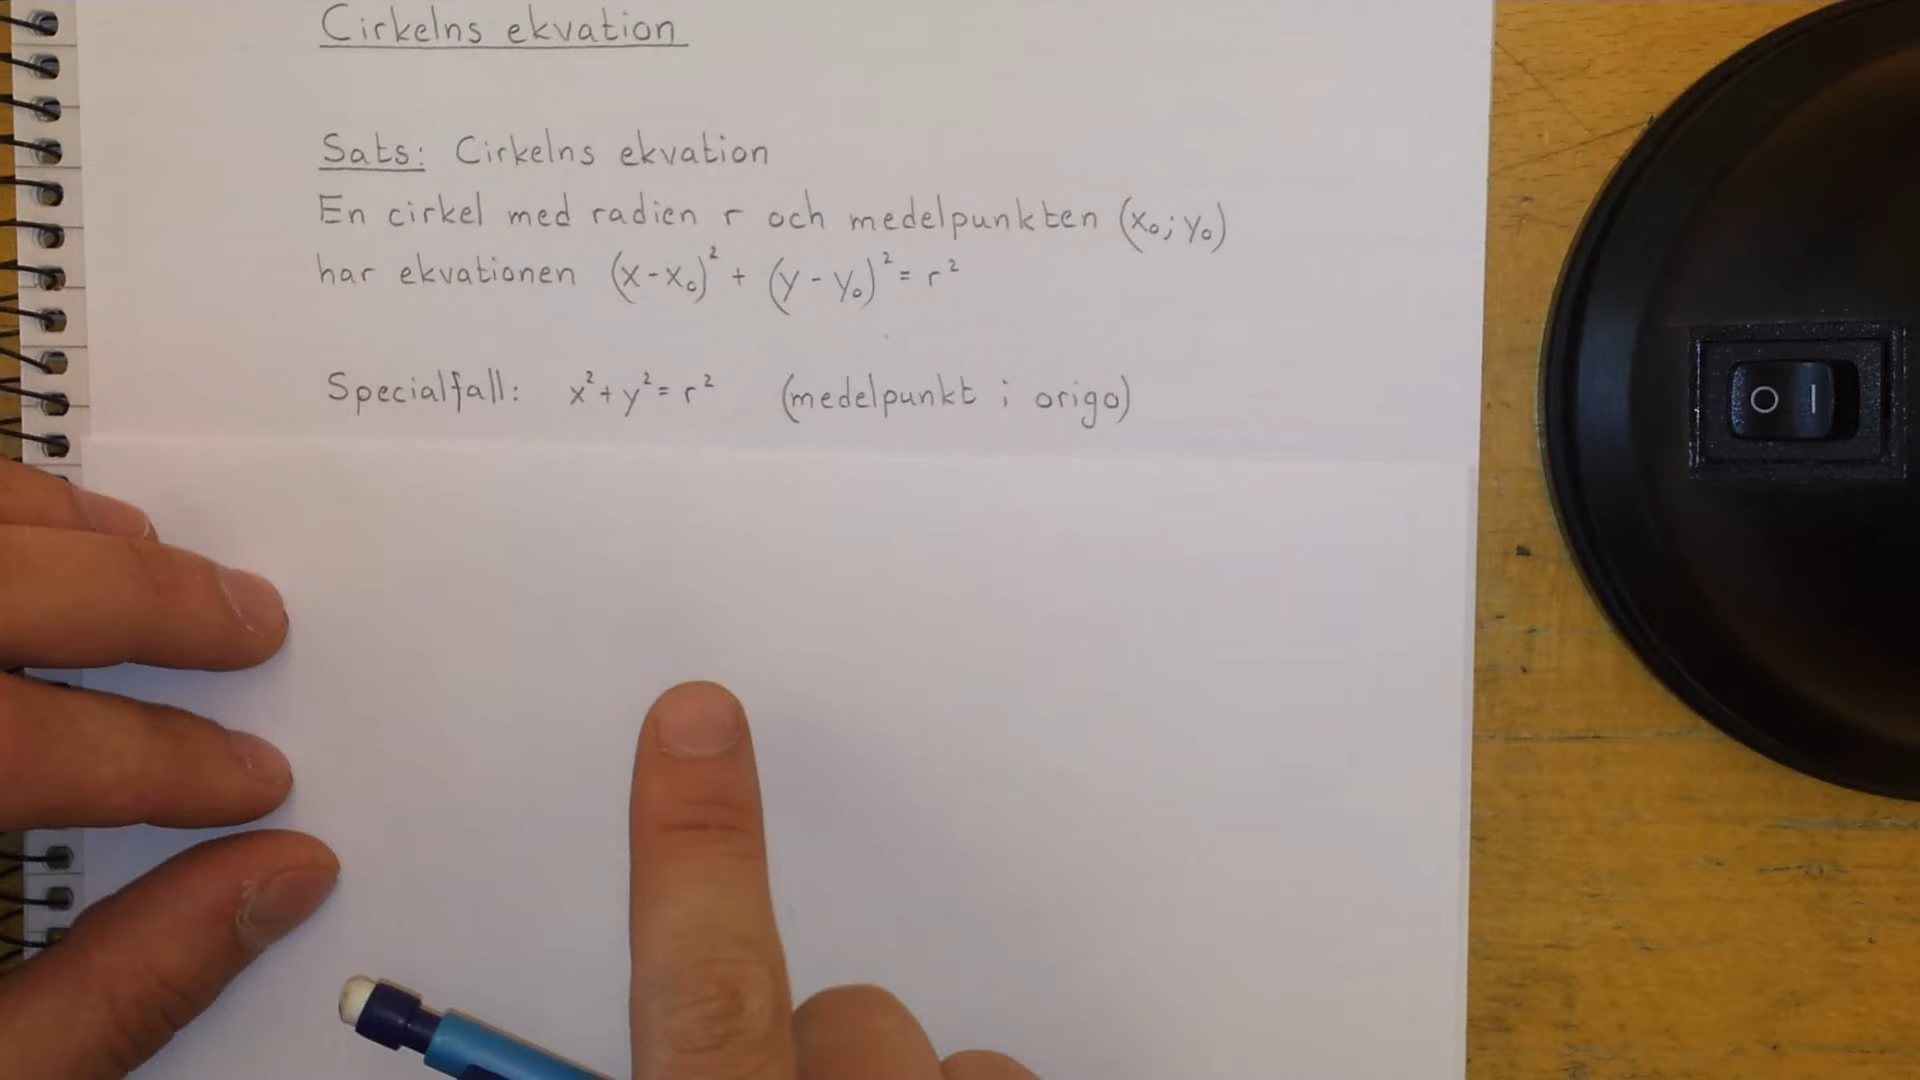 Cirkelns ekvation
Sats: Cirkelns ekvation
En cirkel med radien r och medelpunkten (x₀; y₀)
har ekvationen (x-x₀)² + (y-y₀)² = r²
Specialfall: x²+y²=r² (medelpunkt i origo)
O |